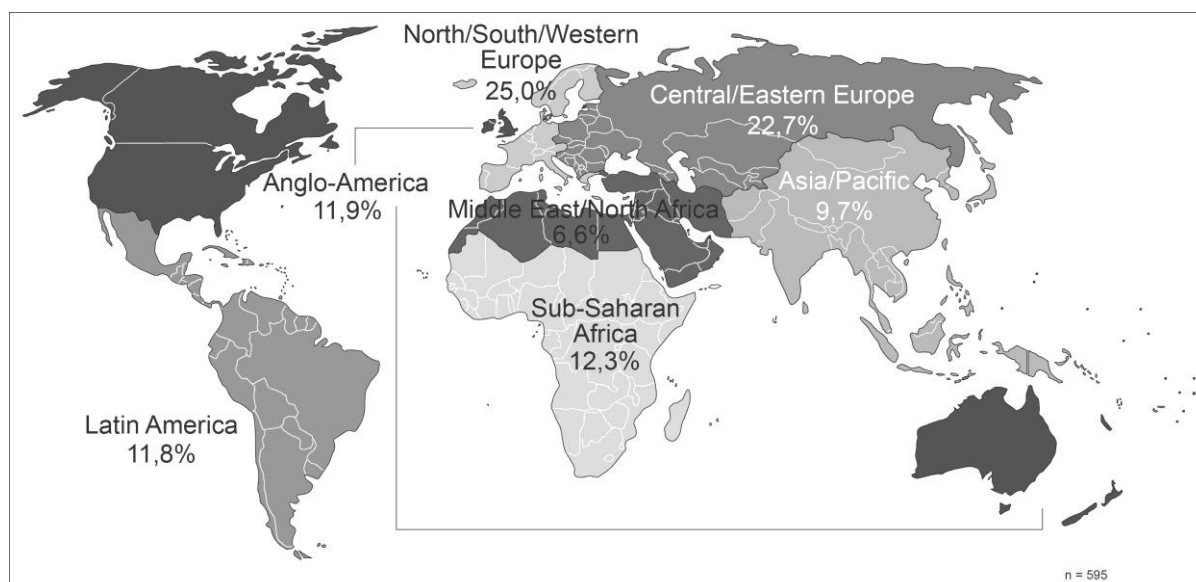 North/South/Western
Europe
25,0%
Central/Eastern Europe
22,7%
Anglo-America
11,9%
Asia/Pacific
9,7%
Middle East/North Africa
6,6%
Sub-Saharan
Africa
12,3%
Latin America
11,8%
n = 595